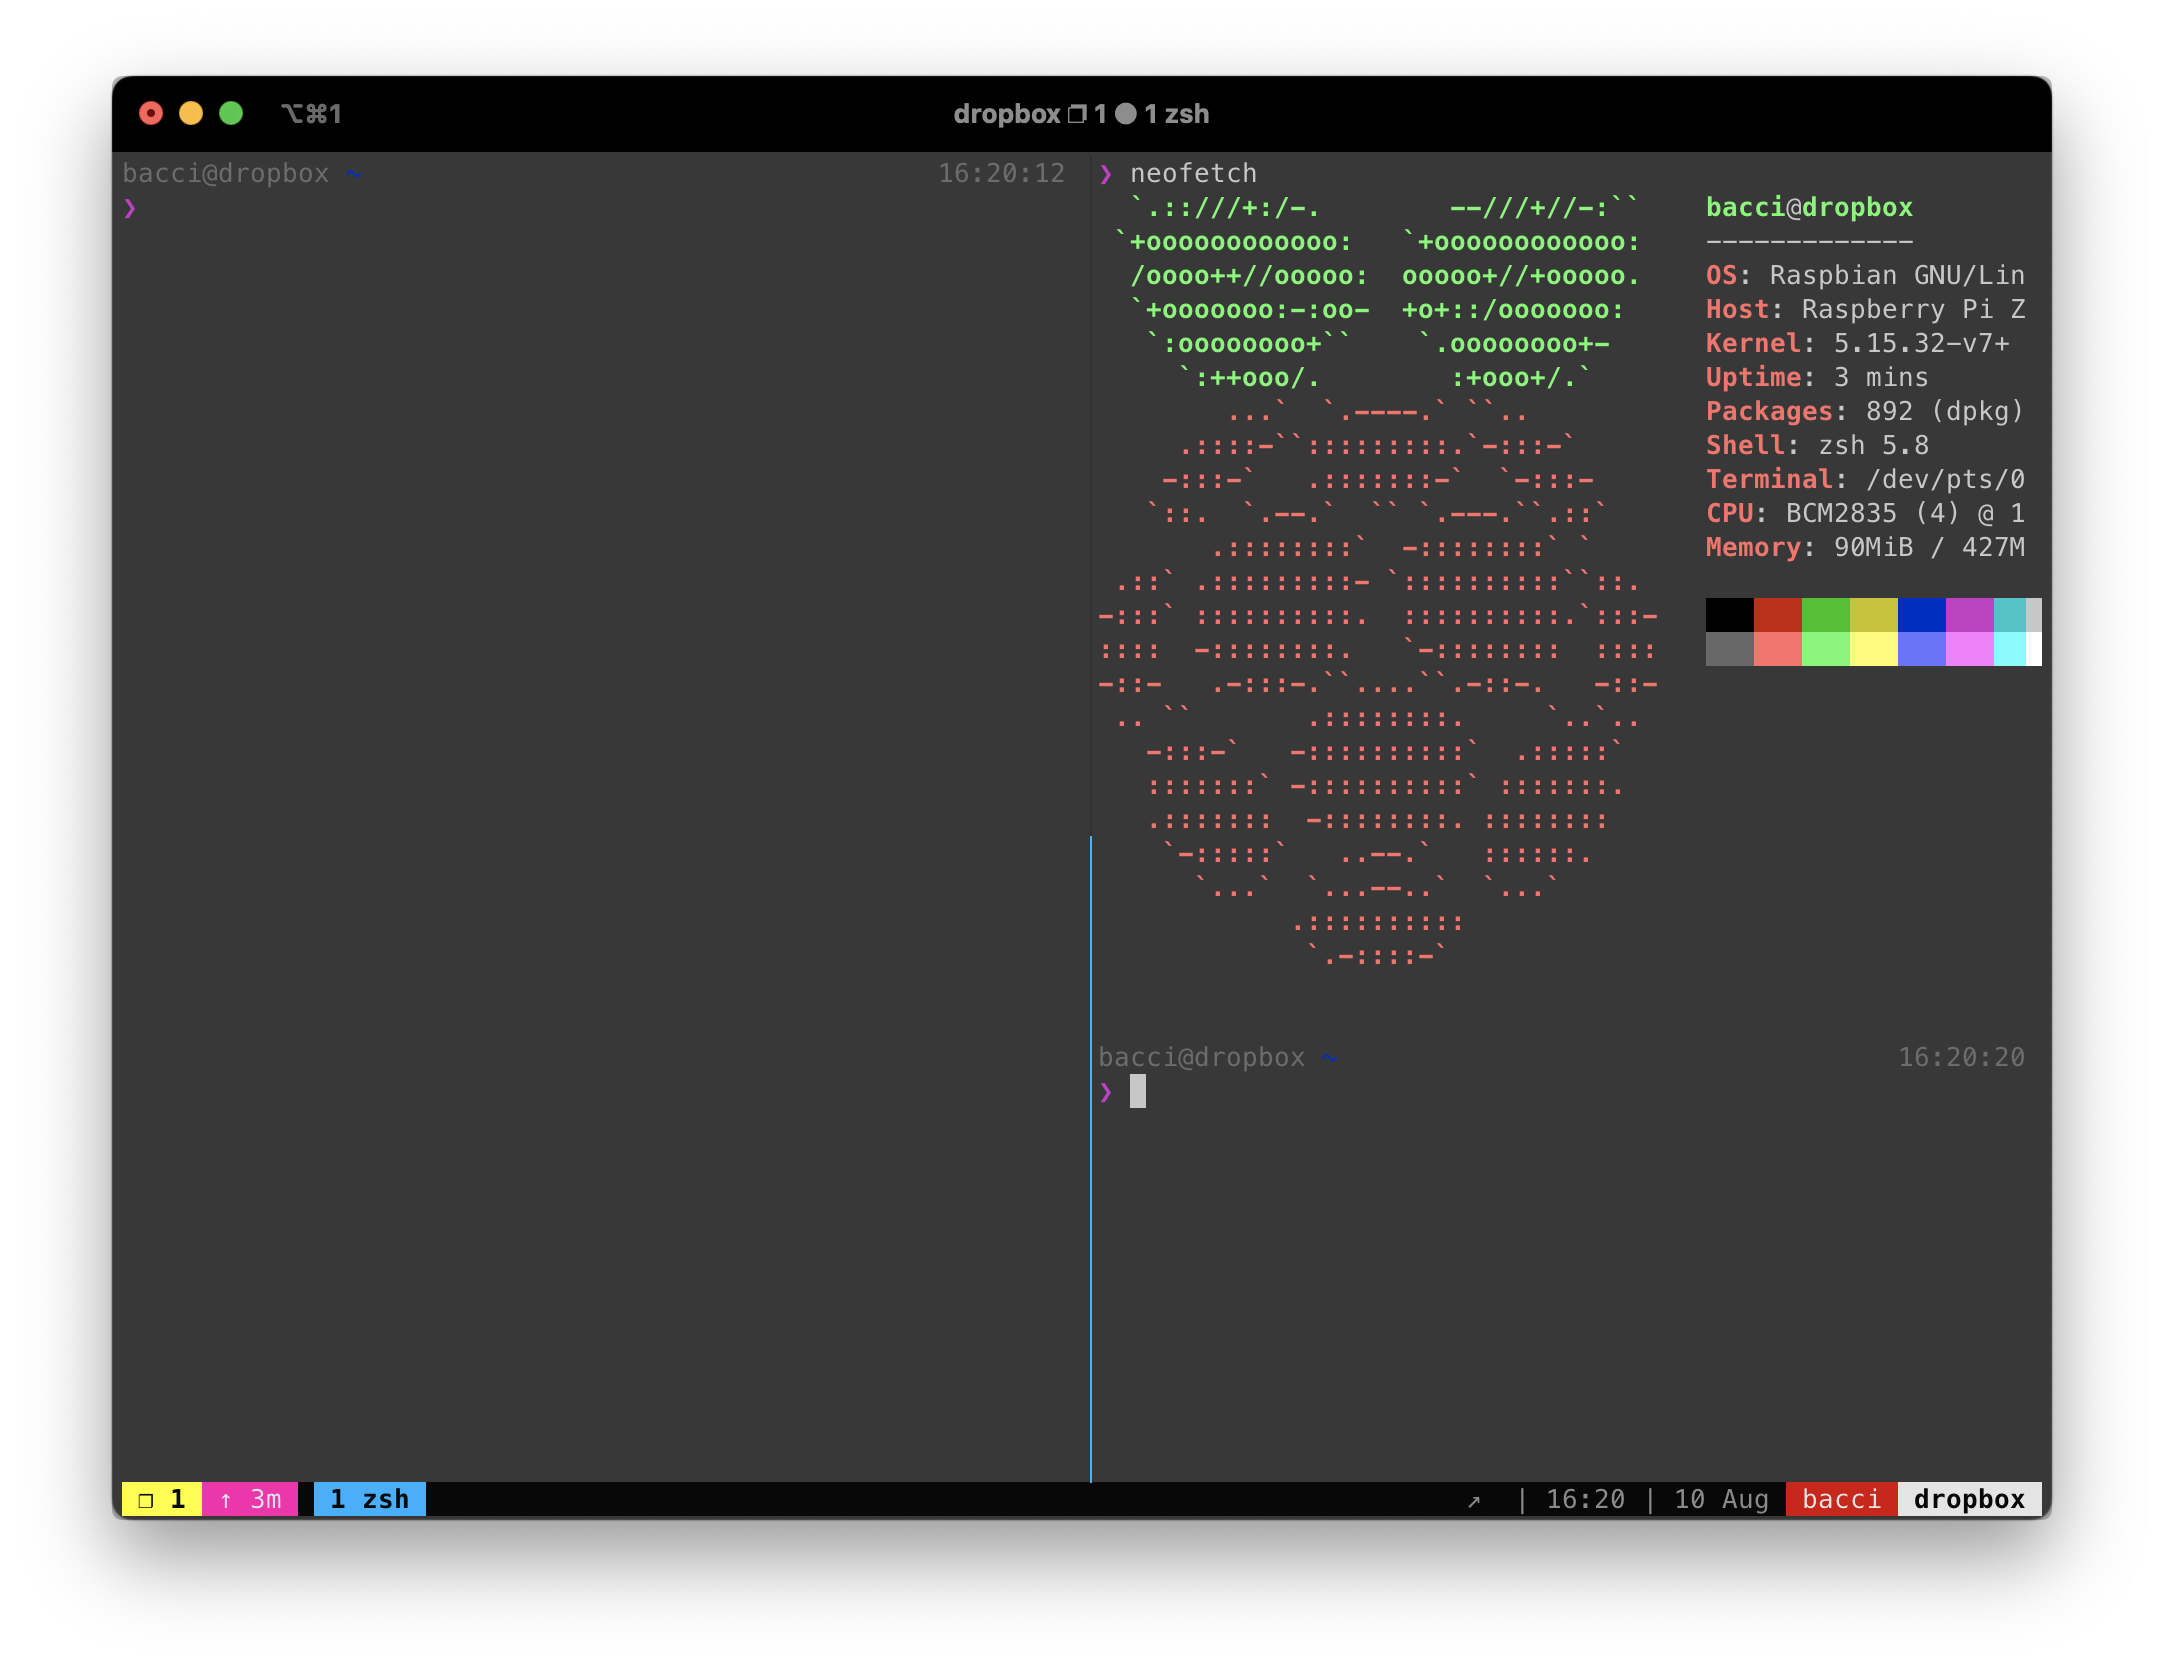 ⌥⌘1
dropbox ❐ 1 ● 1 zsh
bacci@dropbox ~ 16:20:12
❯
❯ neofetch
`.::///+:/-.        --///+//-:``
`+oooooooooooo:   `+oooooooooooo:
/oooo++//ooooo:  ooooo+//+ooooo.
`+ooooooo:-:oo-  +o+::/ooooooo:
`:oooooooo+``    `.oooooooo+-
`:++ooo/.        :+ooo+/.`
...`  `.----.` ``..
.::::-``:::::::::.`-:::-`
-:::-`   .:::::::-`  `-:::-
`::.  `.--.`  `` `.---.``.::`
.::::::::`  -::::::::` `
.::` .:::::::::- `::::::::::``::.
-:::` ::::::::::.  ::::::::::.`:::-
::::  -::::::::.   `-::::::::  ::::
-::-   .-:::-.``....``.-::-.   -::-
.. ``       .::::::::.     `..`..
-:::-`   -::::::::::`  .:::::`
:::::::` -::::::::::` :::::::.
.:::::::  -::::::::. ::::::::
`-:::::`   ..--.`   ::::::.
`...`  `...--..`  `...`
.::::::::::
`.-::::-`
bacci@dropbox
-------------
OS: Raspbian GNU/Lin
Host: Raspberry Pi Z
Kernel: 5.15.32-v7+
Uptime: 3 mins
Packages: 892 (dpkg)
Shell: zsh 5.8
Terminal: /dev/pts/0
CPU: BCM2835 (4) @ 1
Memory: 90MiB / 427M
bacci@dropbox ~ 16:20:20
❯
❐ 1 ↑ 3m 1 zsh ↗ | 16:20 | 10 Aug bacci dropbox